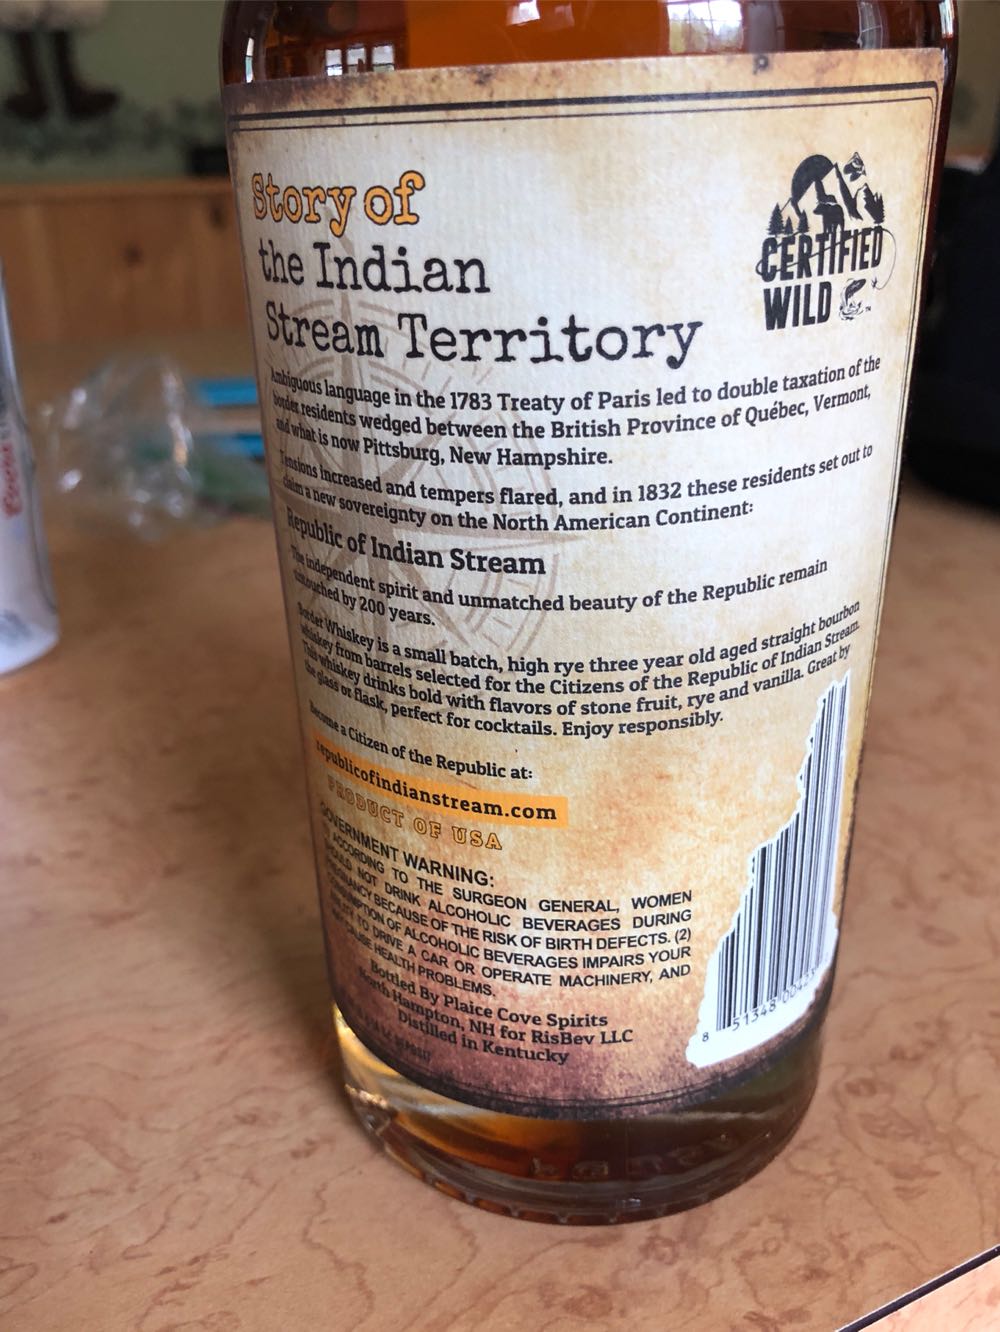 Story of
the Indian
Stream Territory
CERTIFIED
WILD
Ambiguous language in the 1783 Treaty of Paris led to double taxation of the
border residents wedged between the British Province of Québec, Vermont,
and what is now Pittsburg, New Hampshire.
Tensions increased and tempers flared, and in 1832 these residents set out to
claim a new sovereignty on the North American Continent:
Republic of Indian Stream
The independent spirit and unmatched beauty of the Republic remain
untouched by 200 years.
Border Whiskey is a small batch, high rye three year old aged straight bourbon
whiskey from barrels selected for the Citizens of the Republic of Indian Stream.
This whiskey drinks bold with flavors of stone fruit, rye and vanilla. Great by
the glass or flask, perfect for cocktails. Enjoy responsibly.
Become a Citizen of the Republic at:
republicofindianstream.com
PRODUCT OF USA
GOVERNMENT WARNING:
ACCORDING TO THE SURGEON GENERAL, WOMEN
SHOULD NOT DRINK ALCOHOLIC BEVERAGES DURING
PREGNANCY BECAUSE OF THE RISK OF BIRTH DEFECTS. (2)
CONSUMPTION OF ALCOHOLIC BEVERAGES IMPAIRS YOUR
ABILITY TO DRIVE A CAR OR OPERATE MACHINERY, AND
MAY CAUSE HEALTH PROBLEMS.
Bottled By Plaice Cove Spirits
North Hampton, NH for RisBev LLC
Distilled in Kentucky
8 51348